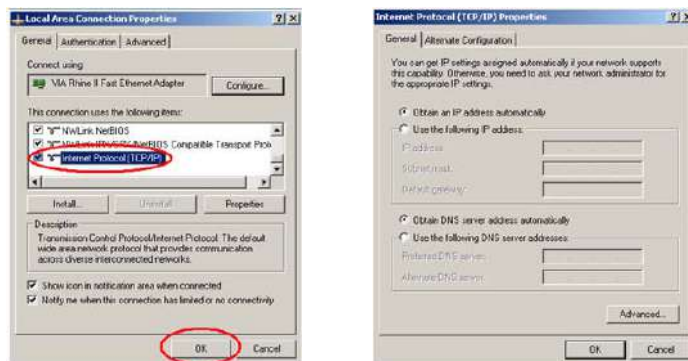 Local Area Connection Properties
General Authentication Advanced
Connect using:
VIA Rhine II Fast Ethernet Adapter
Configure...
This connection uses the following items:
NWLink NetBIOS
NWLink IPX/SPX/NetBIOS Compatible Transport Prot
Internet Protocol (TCP/IP)
Install... Uninstall Properties
Description
Transmission Control Protocol/Internet Protocol. The default
wide area network protocol that provides communication
across diverse interconnected networks.
Show icon in notification area when connected
Notify me when this connection has limited or no connectivity
OK Cancel
Internet Protocol (TCP/IP) Properties
General Alternate Configuration
You can get IP settings assigned automatically if your network supports
this capability. Otherwise, you need to ask your network administrator for
the appropriate IP settings.
Obtain an IP address automatically
Use the following IP address:
IP address:
Subnet mask:
Default gateway:
Obtain DNS server address automatically
Use the following DNS server addresses:
Preferred DNS server:
Alternate DNS server:
Advanced...
OK Cancel